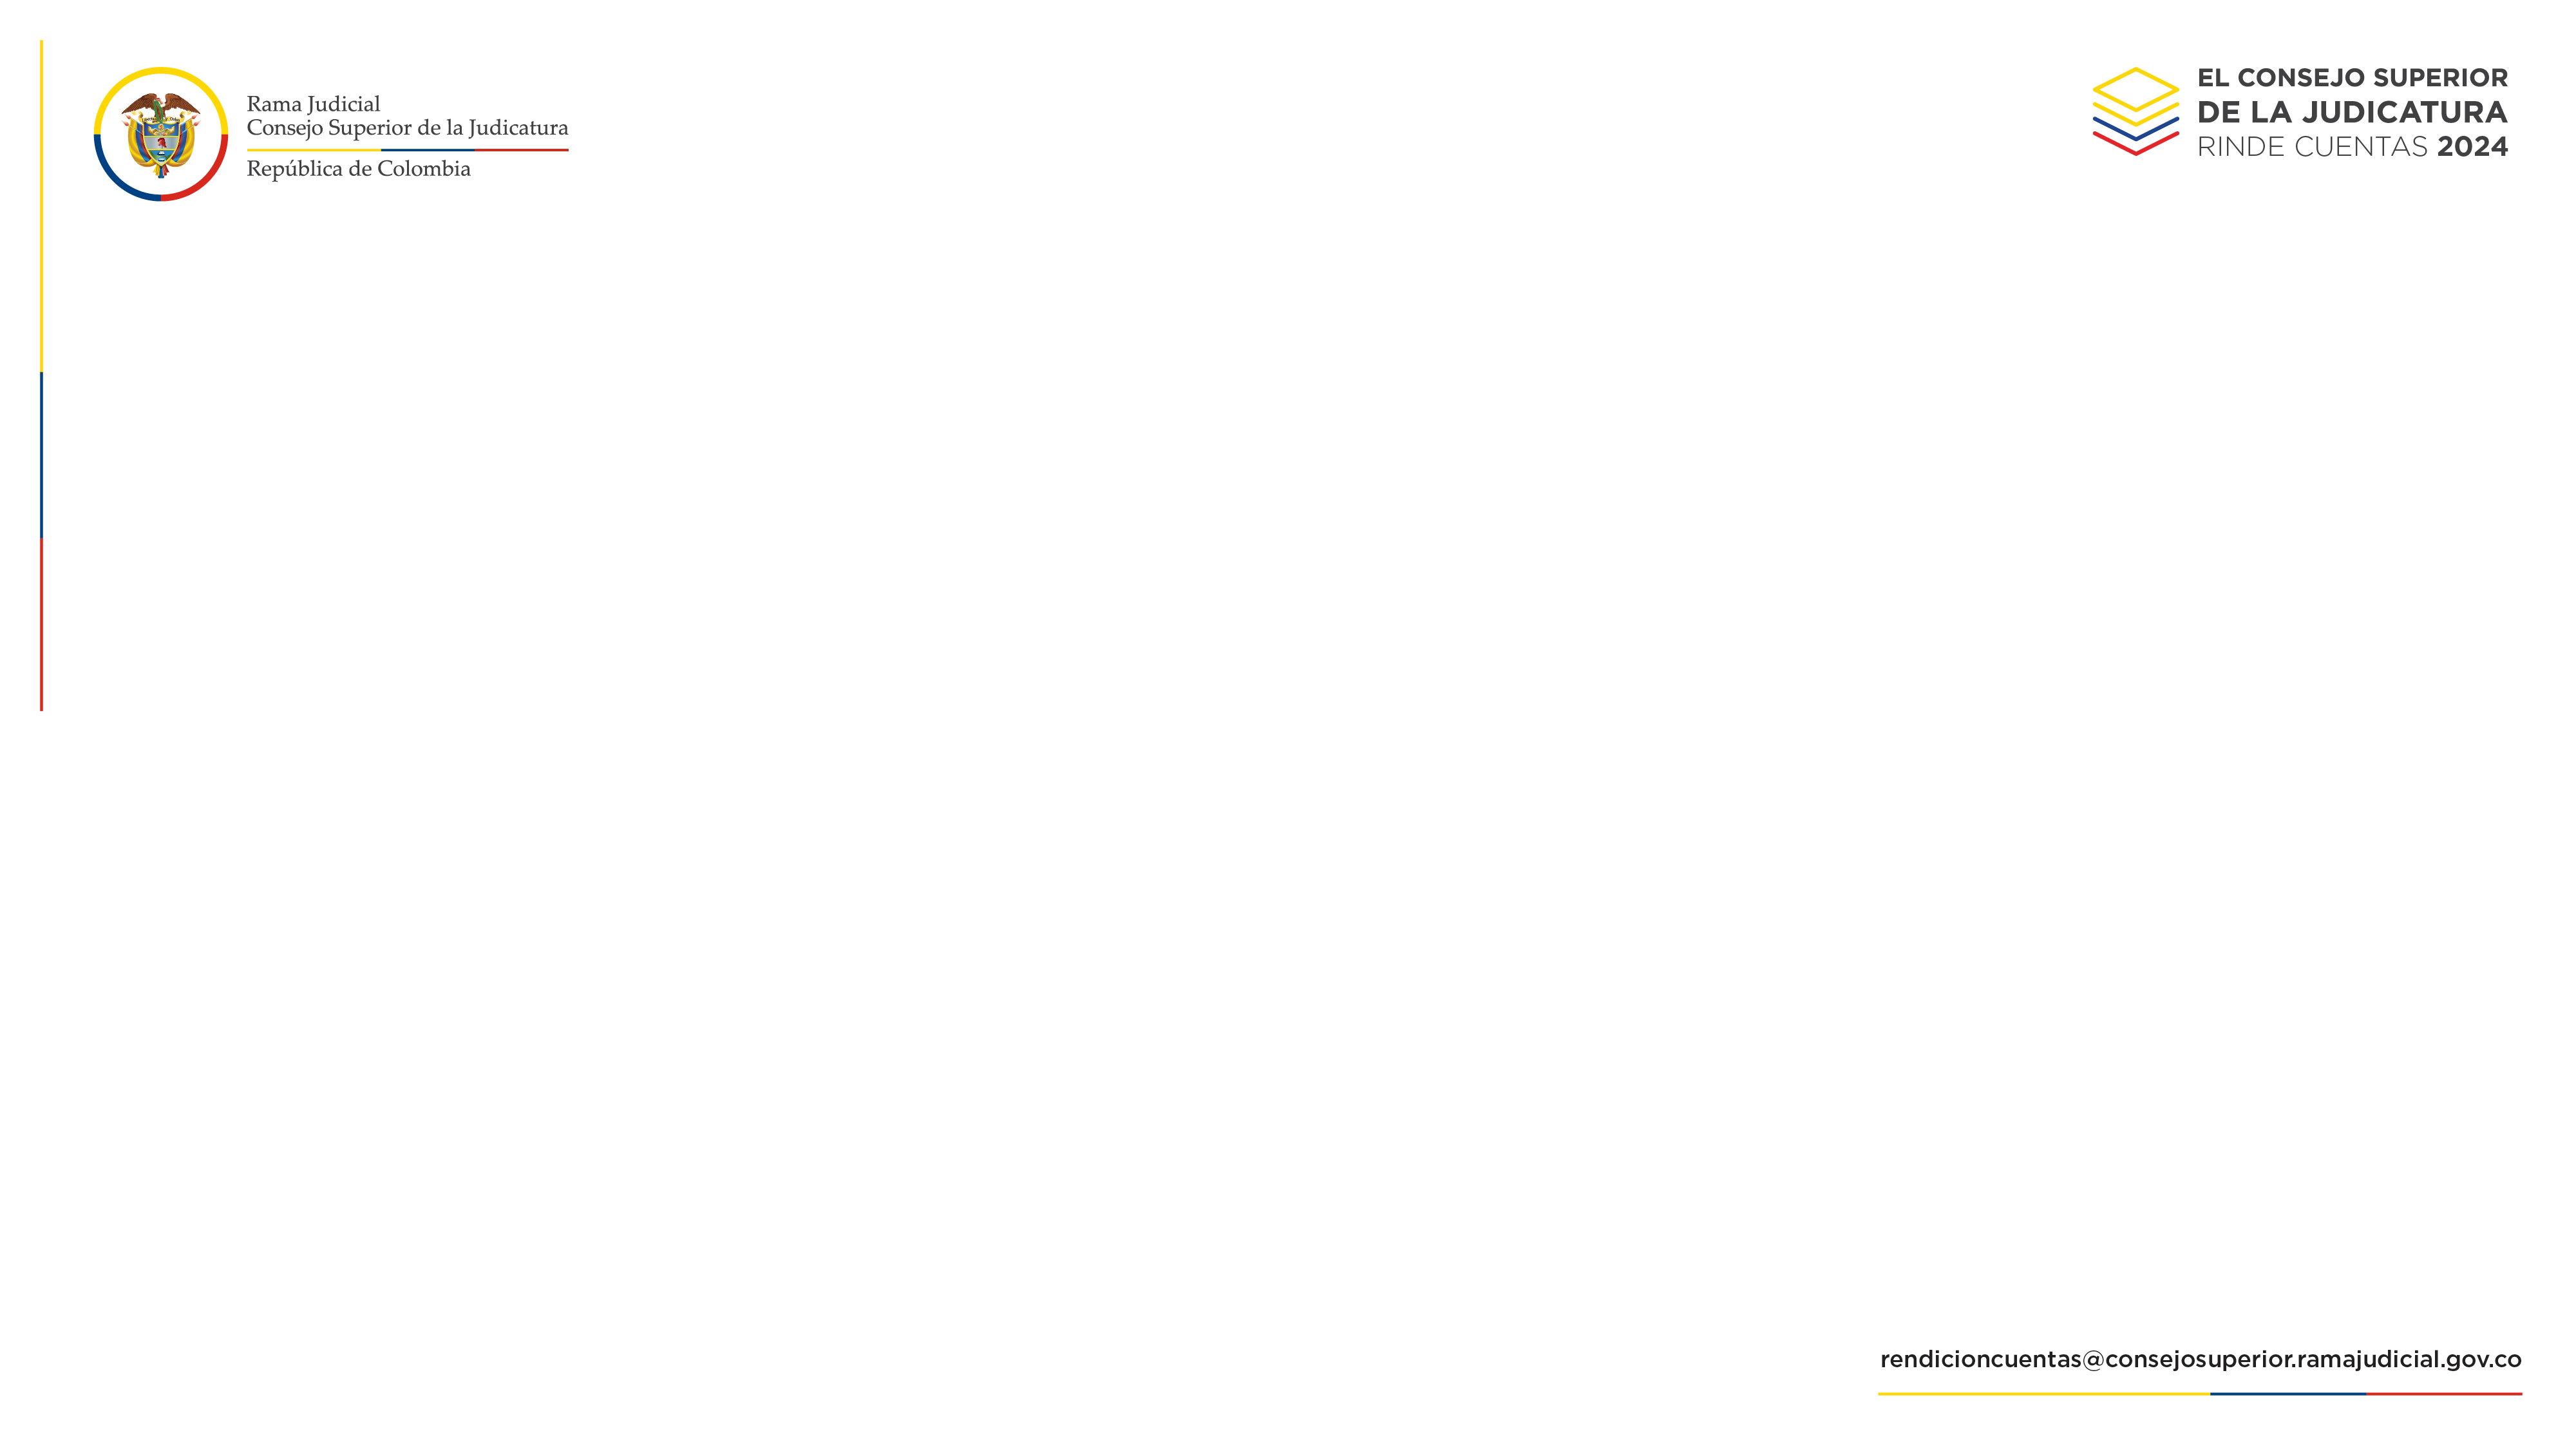 Rama Judicial
Consejo Superior de la Judicatura
República de Colombia
EL CONSEJO SUPERIOR
DE LA JUDICATURA
RINDE CUENTAS 2024
rendicioncuentas@consejosuperior.ramajudicial.gov.co